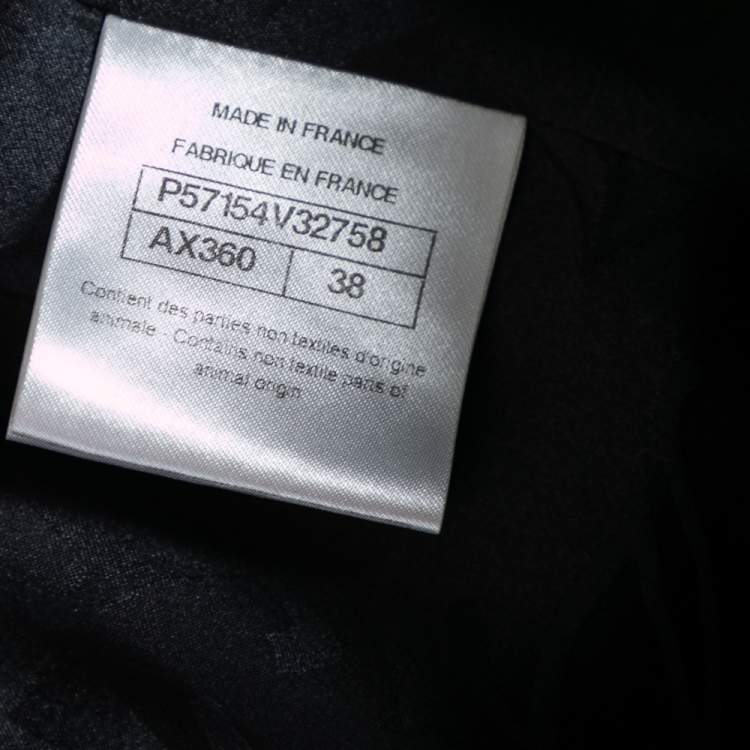 MADE IN FRANCE
FABRIQUE EN FRANCE
P57154V32758
AX360 38
Contient des parties non textiles d'origine
animale - Contains non textile parts of
animal origin